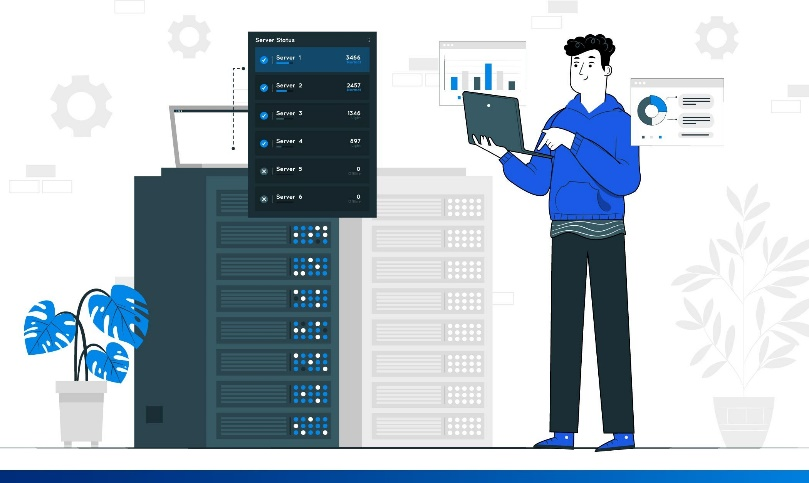 Server Status
Server 1 3466
Server 2 2457
Server 3 1346
Server 4 897
Server 5 0
Server 6 0